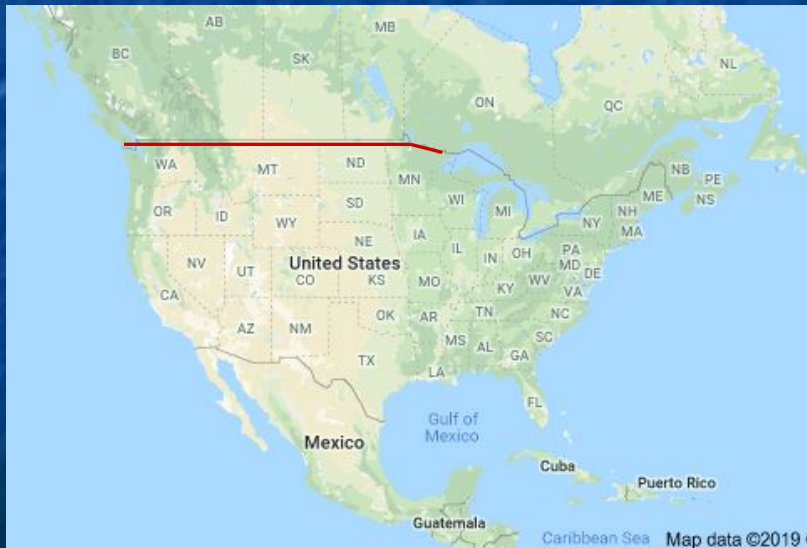 AB
MB
BC
SK
NL
ON
QC
WA
MT
ND
MN
NB
PE
ME
NS
OR
ID
SD
WI
MI
NH
NY
MA
WY
IA
NE
IL
IN
OH
PA
MD
DE
NV
UT
United States
CO
KS
MO
KY
WV
VA
CA
AZ
NM
OK
AR
TN
NC
SC
MS
AL
GA
TX
LA
FL
Gulf of
Mexico
Mexico
Cuba
Puerto Rico
Guatemala
Caribbean Sea
Map data ©2019